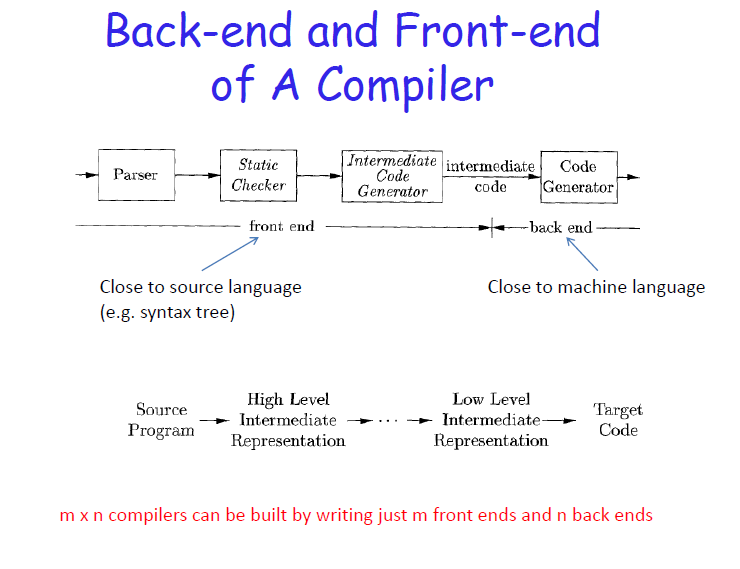 Back-end and Front-end
of A Compiler
Parser
Static
Checker
Intermediate
Code
Generator
intermediate
code
Code
Generator
front end
back end
Close to source language
(e.g. syntax tree)
Close to machine language
Source
Program
High Level
Intermediate
Representation
...
Low Level
Intermediate
Representation
Target
Code
m x n compilers can be built by writing just m front ends and n back ends